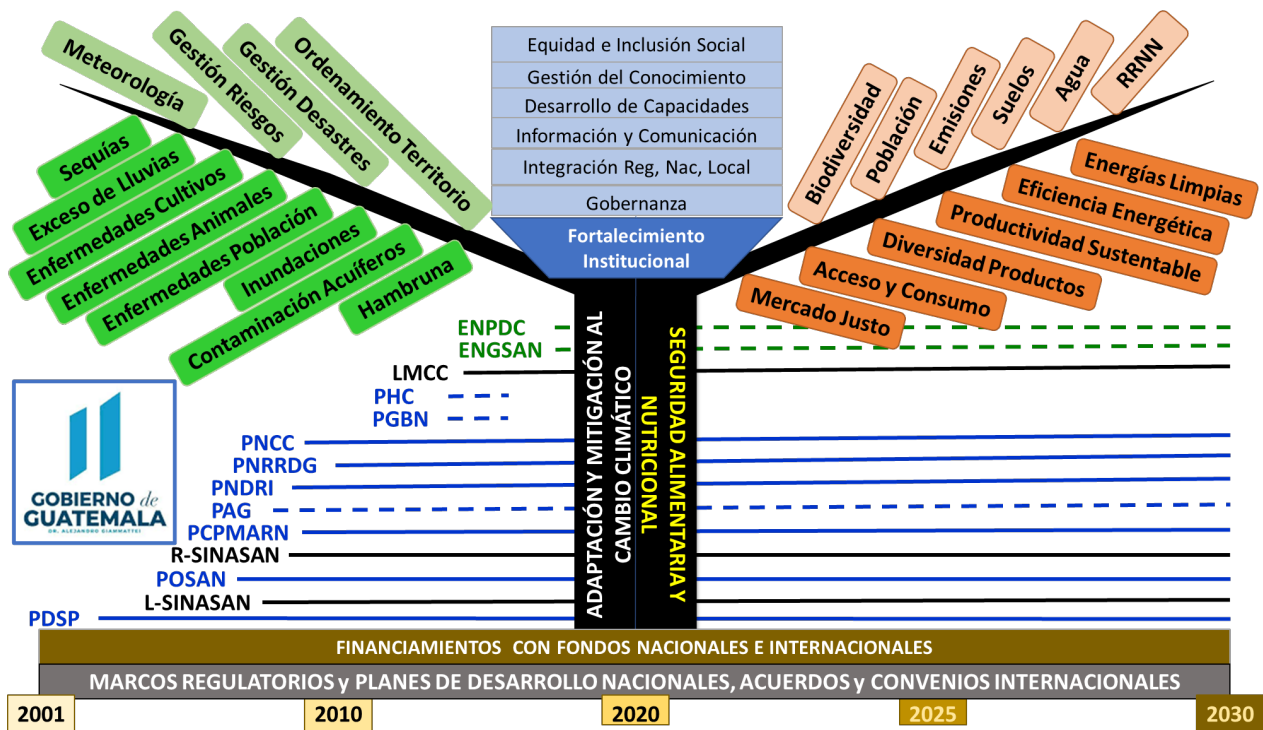 Meteorología
Gestión Riesgos
Gestión Desastres
Ordenamiento Territorio
Sequías
Exceso de Lluvias
Enfermedades Cultivos
Enfermedades Animales
Enfermedades Población
Inundaciones
Contaminación Acuíferos
Hambruna
Equidad e Inclusión Social
Gestión del Conocimiento
Desarrollo de Capacidades
Información y Comunicación
Integración Reg, Nac, Local
Gobernanza
Fortalecimiento
Institucional
Biodiversidad
Población
Emisiones
Suelos
Agua
RRNN
Energías Limpias
Eficiencia Energética
Productividad Sustentable
Diversidad Productos
Acceso y Consumo
Mercado Justo
ADAPTACIÓN Y MITIGACIÓN AL
CAMBIO CLIMÁTICO
SEGURIDAD ALIMENTARIA Y
NUTRICIONAL
ENPDC
ENGSAN
LMCC
PHC
PGBN
PNCC
PNRRDG
PNDRI
PAG
PCPMARN
R-SINASAN
POSAN
L-SINASAN
PDSP
GOBIERNO de
GUATEMALA
DR. ALEJANDRO GIAMMATTEI
FINANCIAMIENTOS CON FONDOS NACIONALES E INTERNACIONALES
MARCOS REGULATORIOS y PLANES DE DESARROLLO NACIONALES, ACUERDOS y CONVENIOS INTERNACIONALES
2001
2010
2020
2025
2030